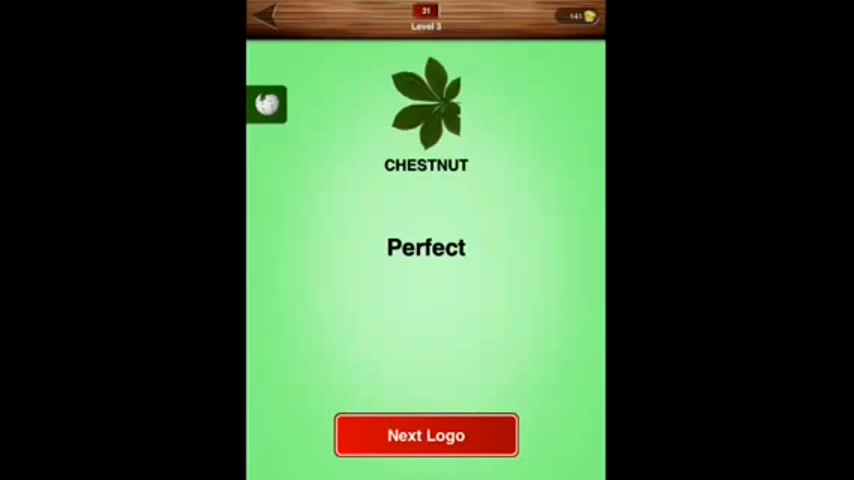 31
Level 3
141
CHESTNUT
Perfect
Next Logo